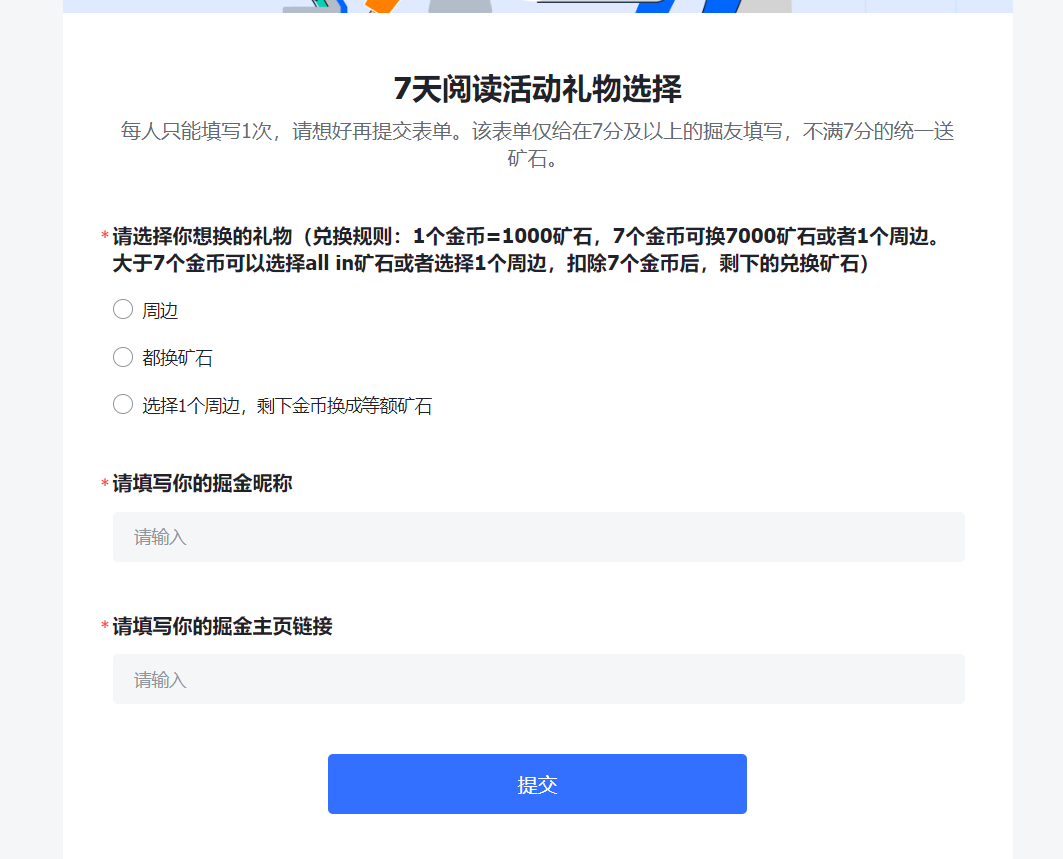 7天阅读活动礼物选择
每人只能填写1次，请想好再提交表单。该表单仅给在7分及以上的掘友填写，不满7分的统一送
矿石。
*请选择你想换的礼物（兑换规则：1个金币=1000矿石，7个金币可换7000矿石或者1个周边。
大于7个金币可以选择all in矿石或者选择1个周边，扣除7个金币后，剩下的兑换矿石）
周边
都换矿石
选择1个周边，剩下金币换成等额矿石
*请填写你的掘金昵称
请输入
*请填写你的掘金主页链接
请输入
提交